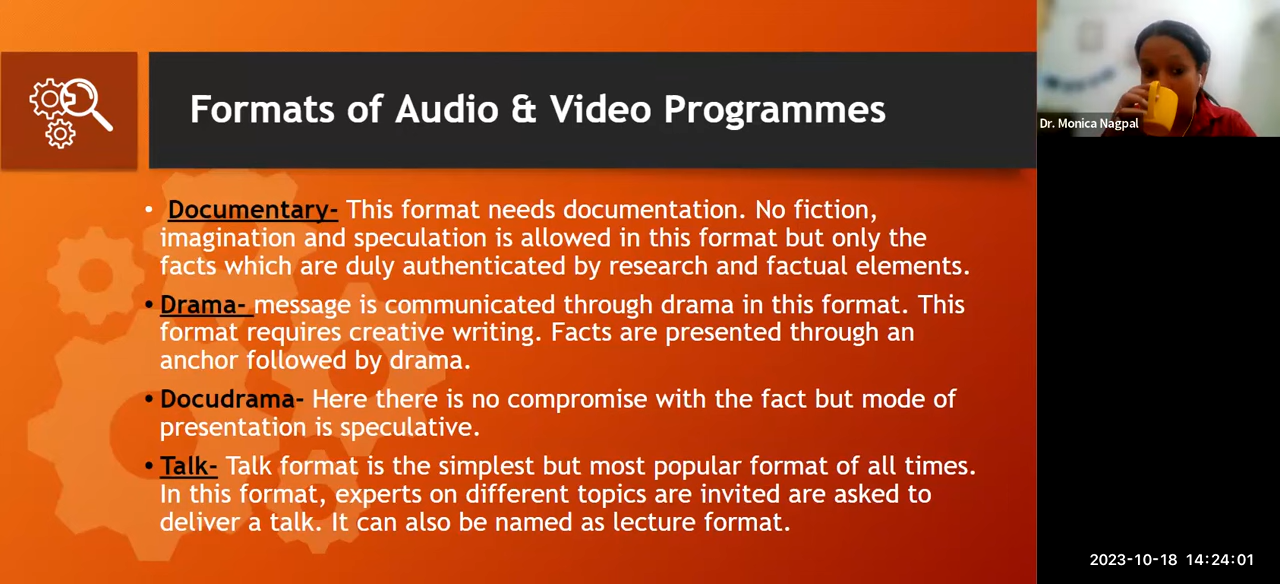 Formats of Audio & Video Programmes
Dr. Monica Nagpal
• Documentary- This format needs documentation. No fiction,
imagination and speculation is allowed in this format but only the
facts which are duly authenticated by research and factual elements.
• Drama- message is communicated through drama in this format. This
format requires creative writing. Facts are presented through an
anchor followed by drama.
• Docudrama- Here there is no compromise with the fact but mode of
presentation is speculative.
• Talk- Talk format is the simplest but most popular format of all times.
In this format, experts on different topics are invited are asked to
deliver a talk. It can also be named as lecture format.
2023-10-18 14:24:01